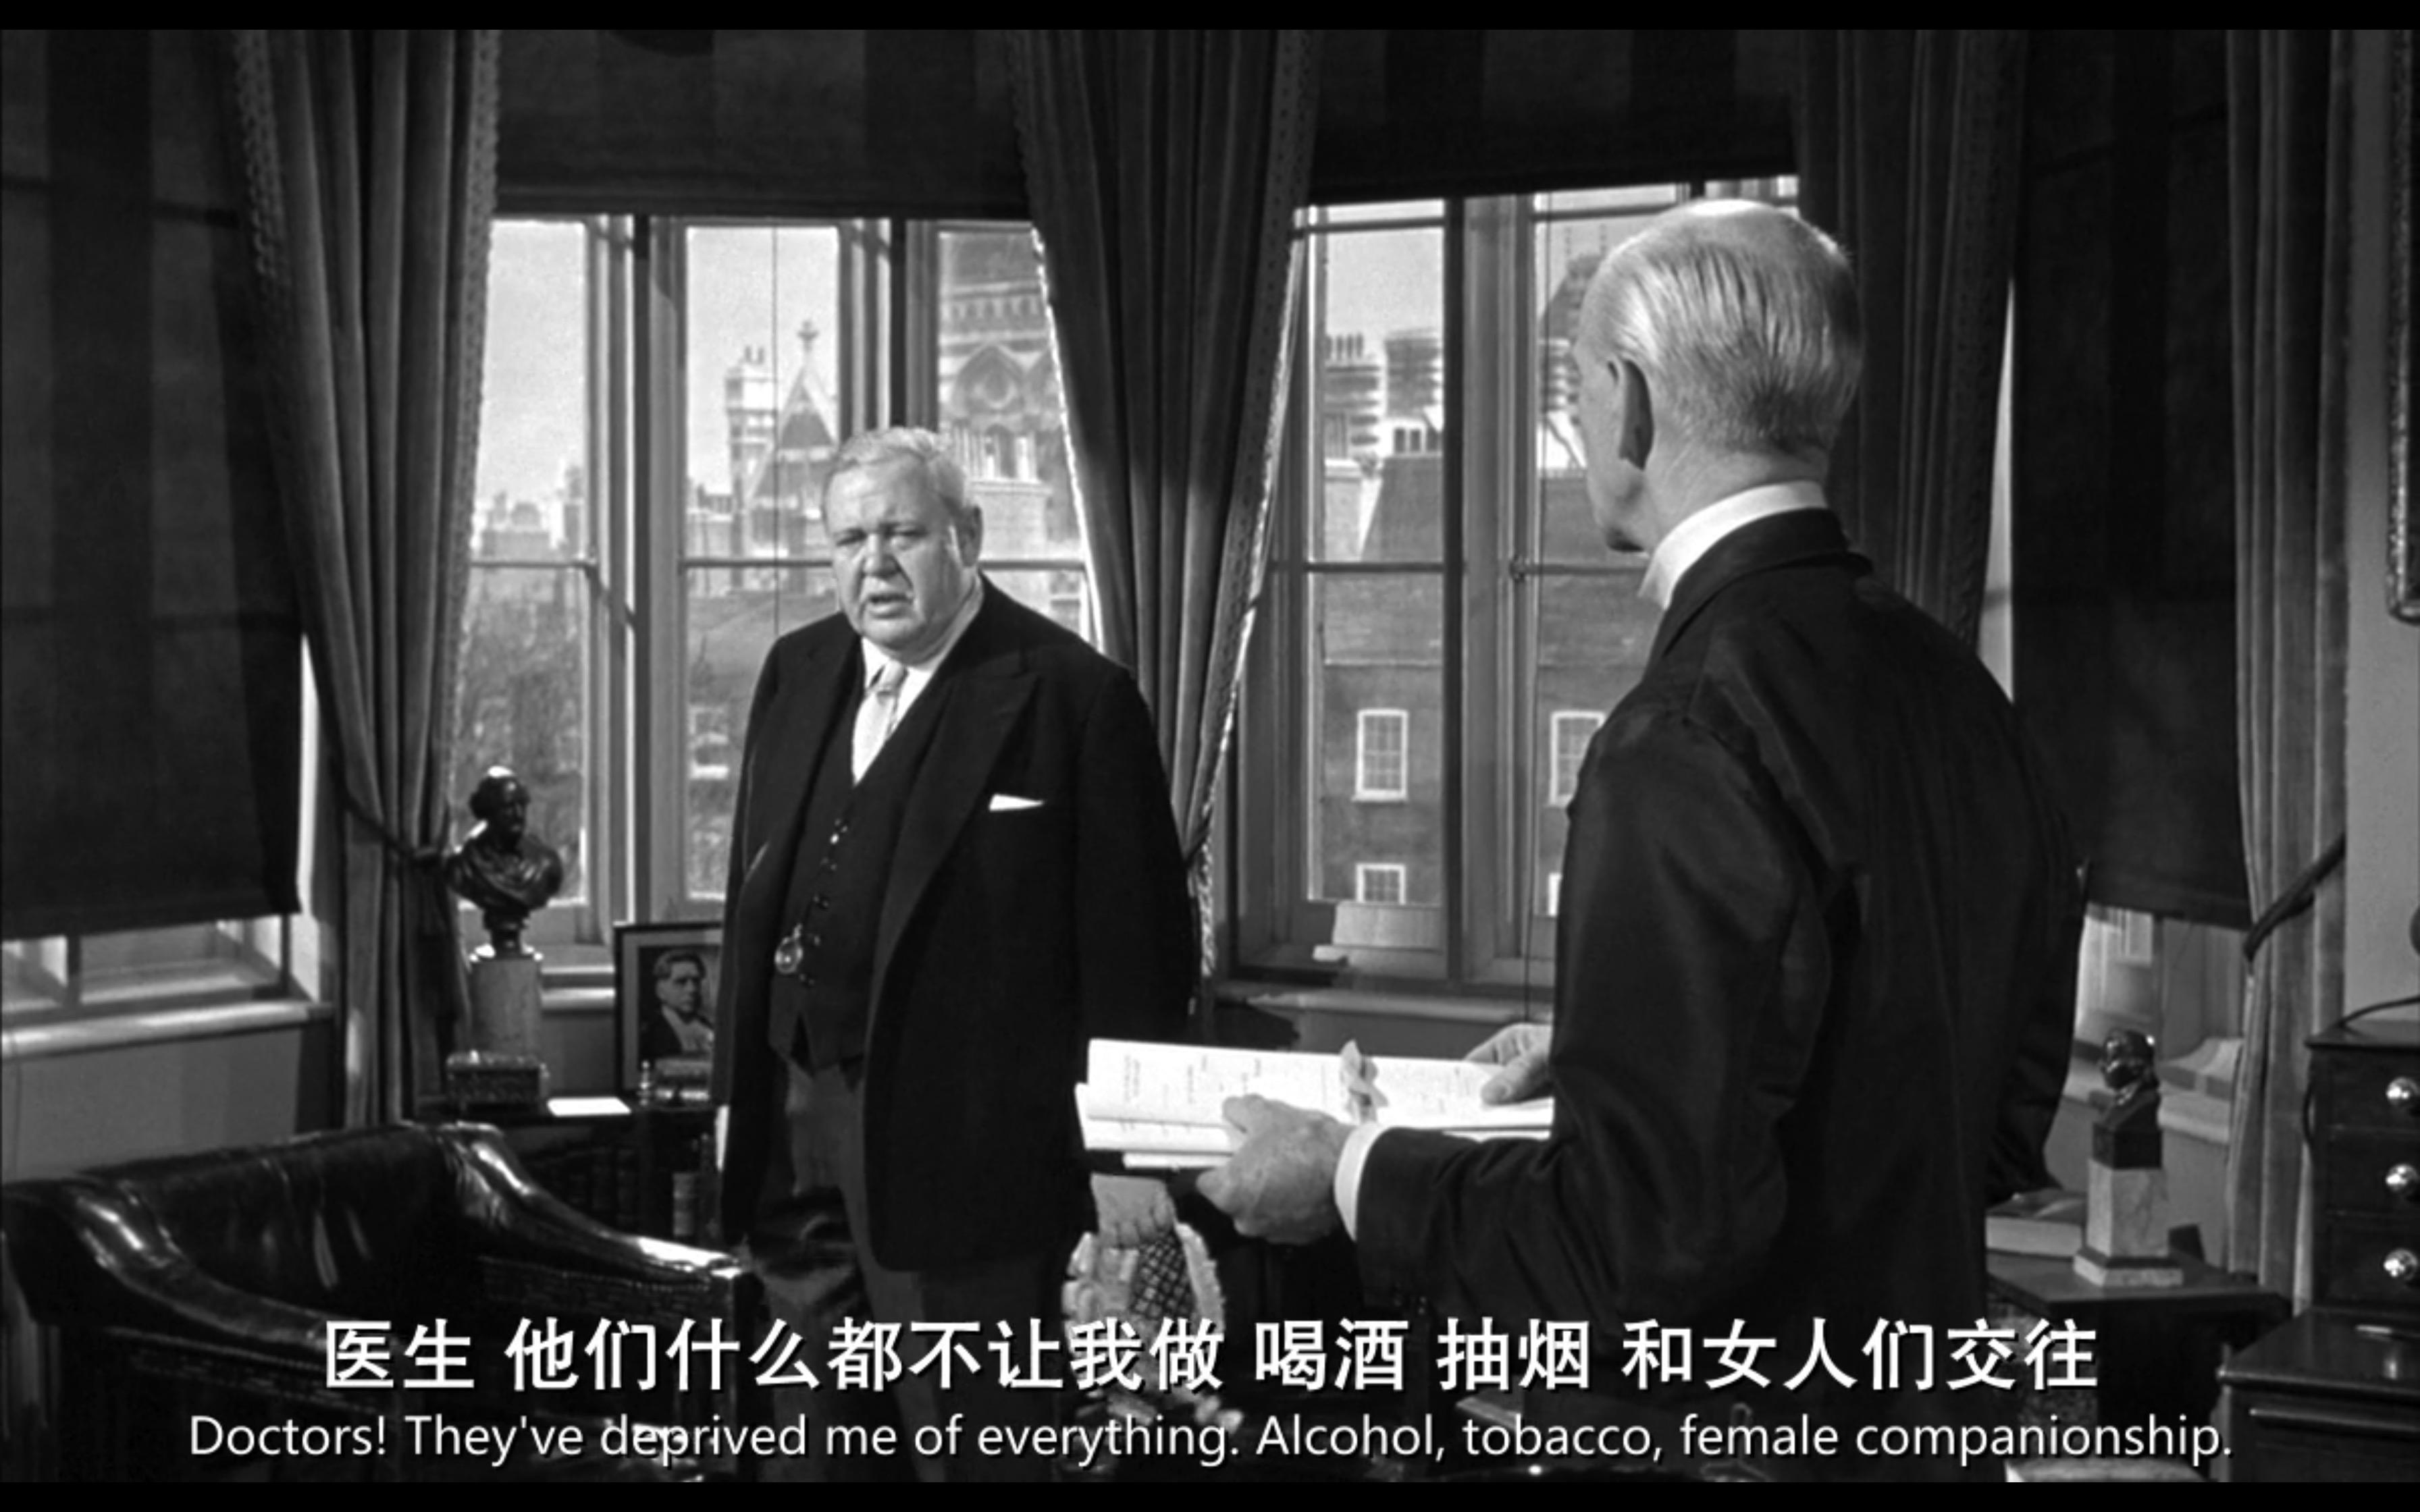 医生 他们什么都不让我做 喝酒 抽烟 和女人们交往
Doctors! They've deprived me of everything. Alcohol, tobacco, female companionship.